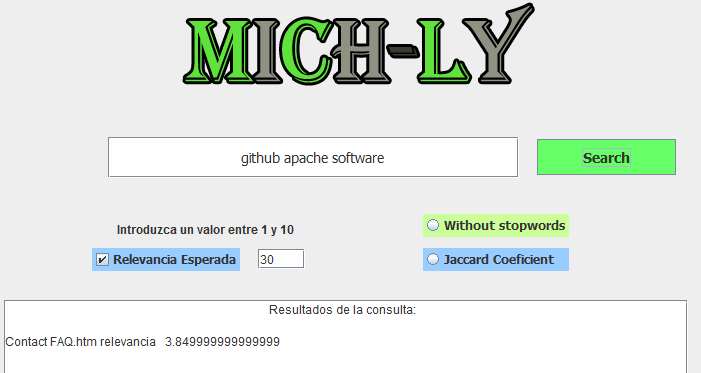 MICH-LY
github apache software
Search
Introduzca un valor entre 1 y 10
Without stopwords
Relevancia Esperada
30
Jaccard Coeficient
Resultados de la consulta:
Contact FAQ.htm relevancia 3.849999999999999